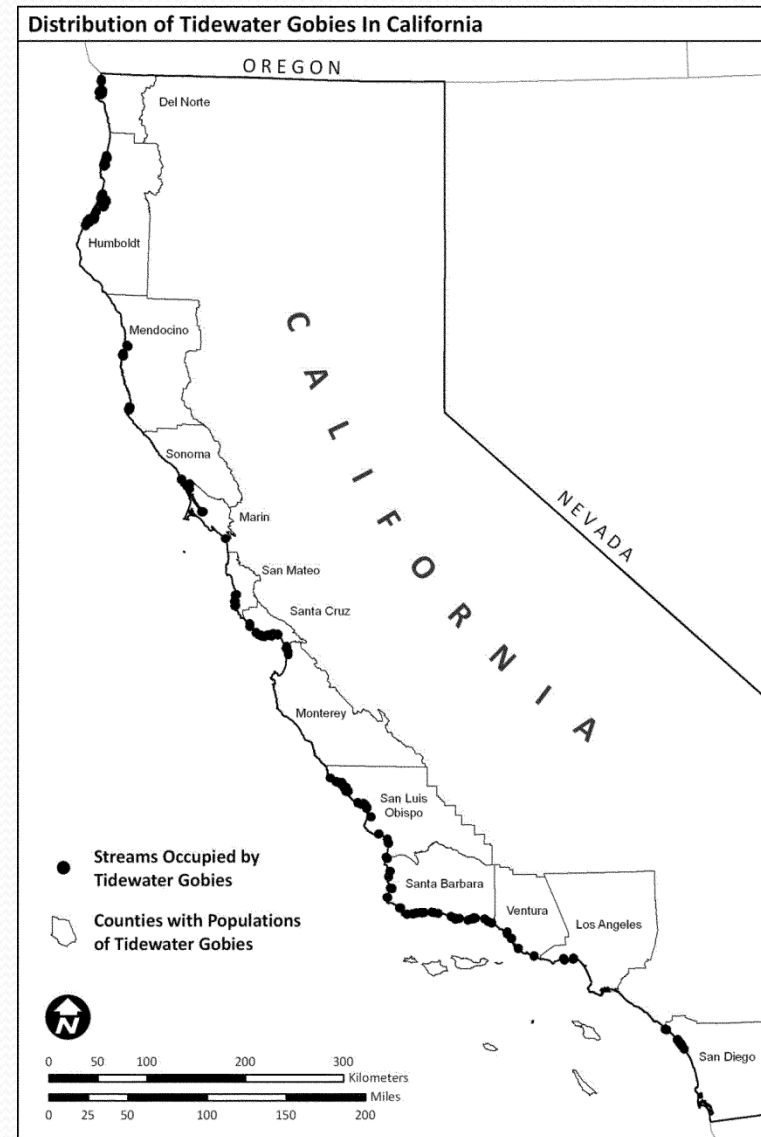 Distribution of Tidewater Gobies In California
OREGON
Del Norte
Humboldt
Mendocino
CALIFORNIA
Sonoma
NEVADA
Marin
San Mateo
Santa Cruz
Monterey
San Luis
Obispo
Streams Occupied by
Tidewater Gobies
Santa Barbara
Ventura
Los Angeles
Counties with Populations
of Tidewater Gobies
N
San Diego
0 50 100 200 300
Kilometers
Miles
0 25 50 100 150 200